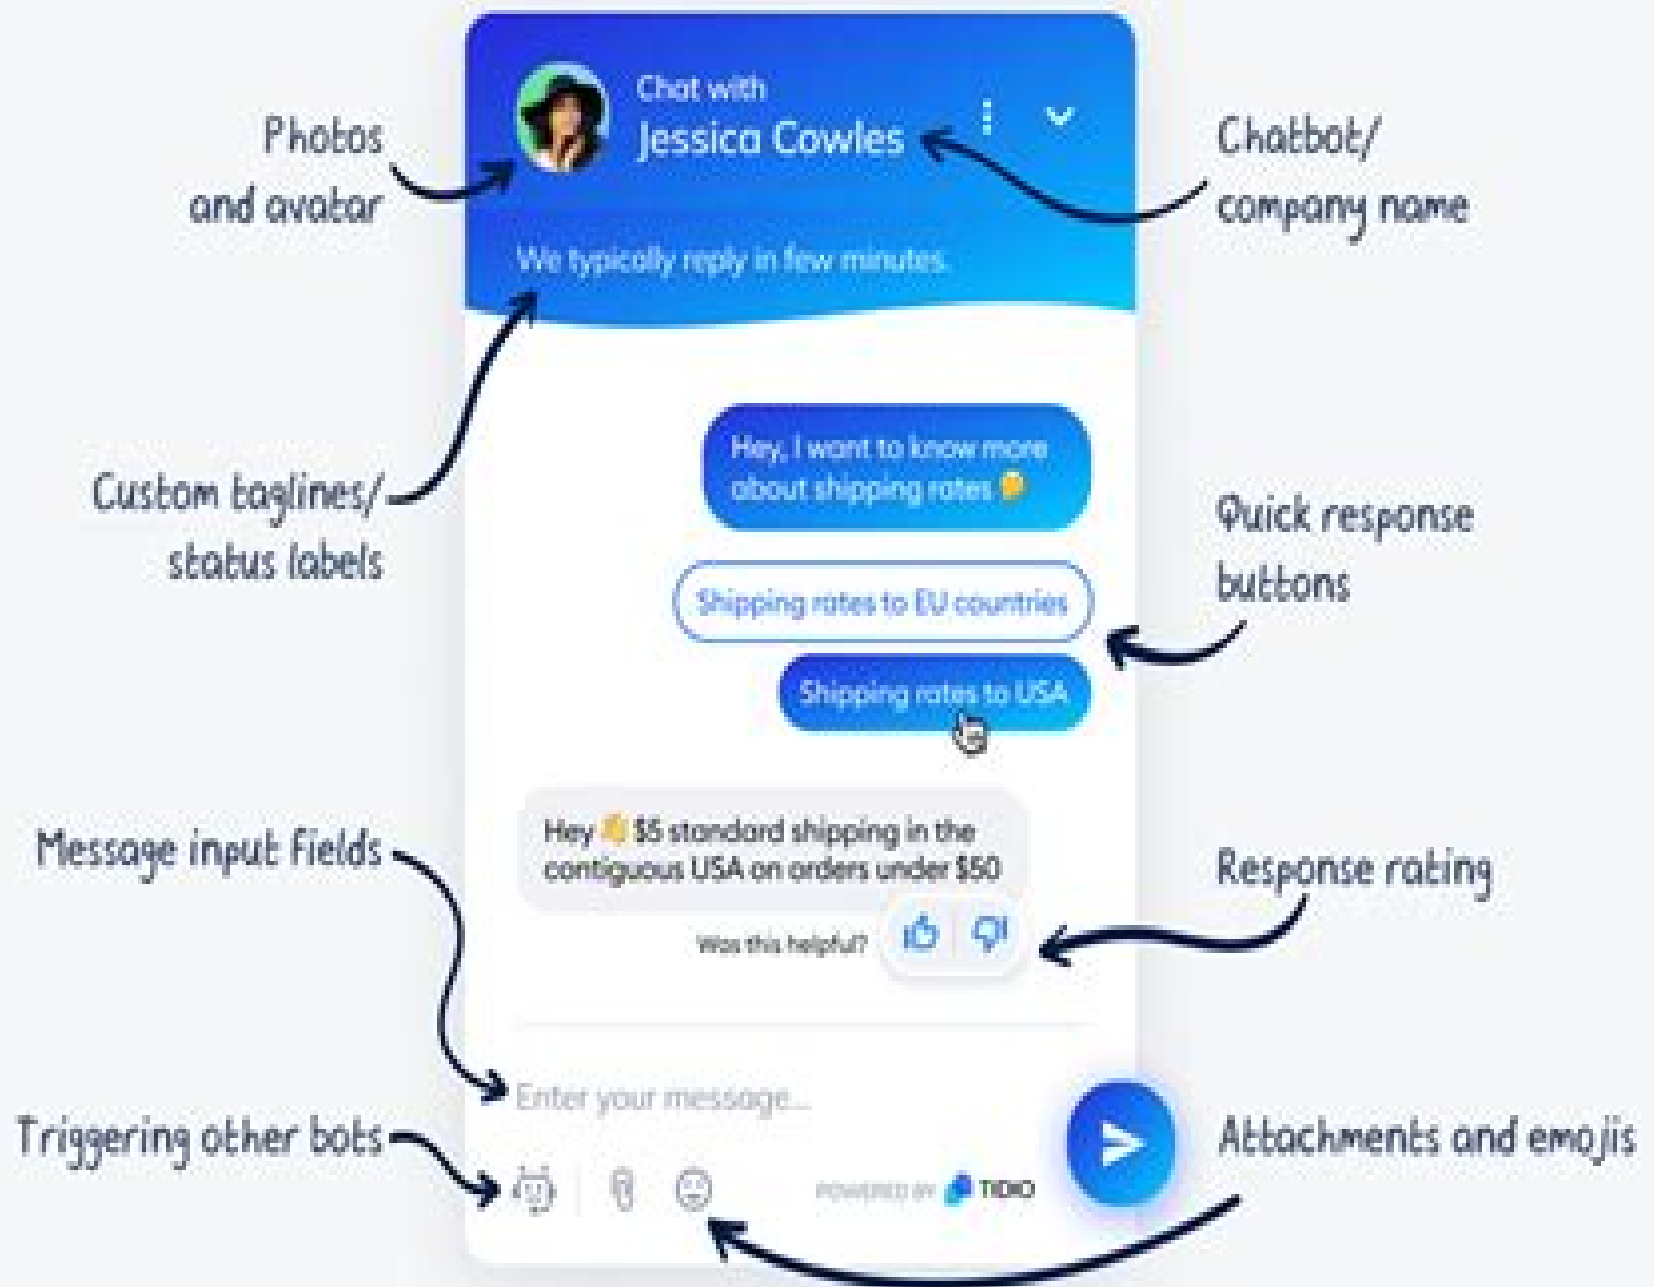 Photos
and avatar
Chat with
Jessica Cowles
Chatbot/
company name
We typically reply in few minutes.
Custom taglines/
status labels
Hey, I want to know more
about shipping rates
Quick response
buttons
Shipping rates to EU countries
Shipping rates to USA
Message input fields
Hey 👋 $5 standard shipping in the
contiguous USA on orders under $50
Response rating
Was this helpful?
Enter your message...
Triggering other bots
Attachments and emojis
POWERED BY TIDIO